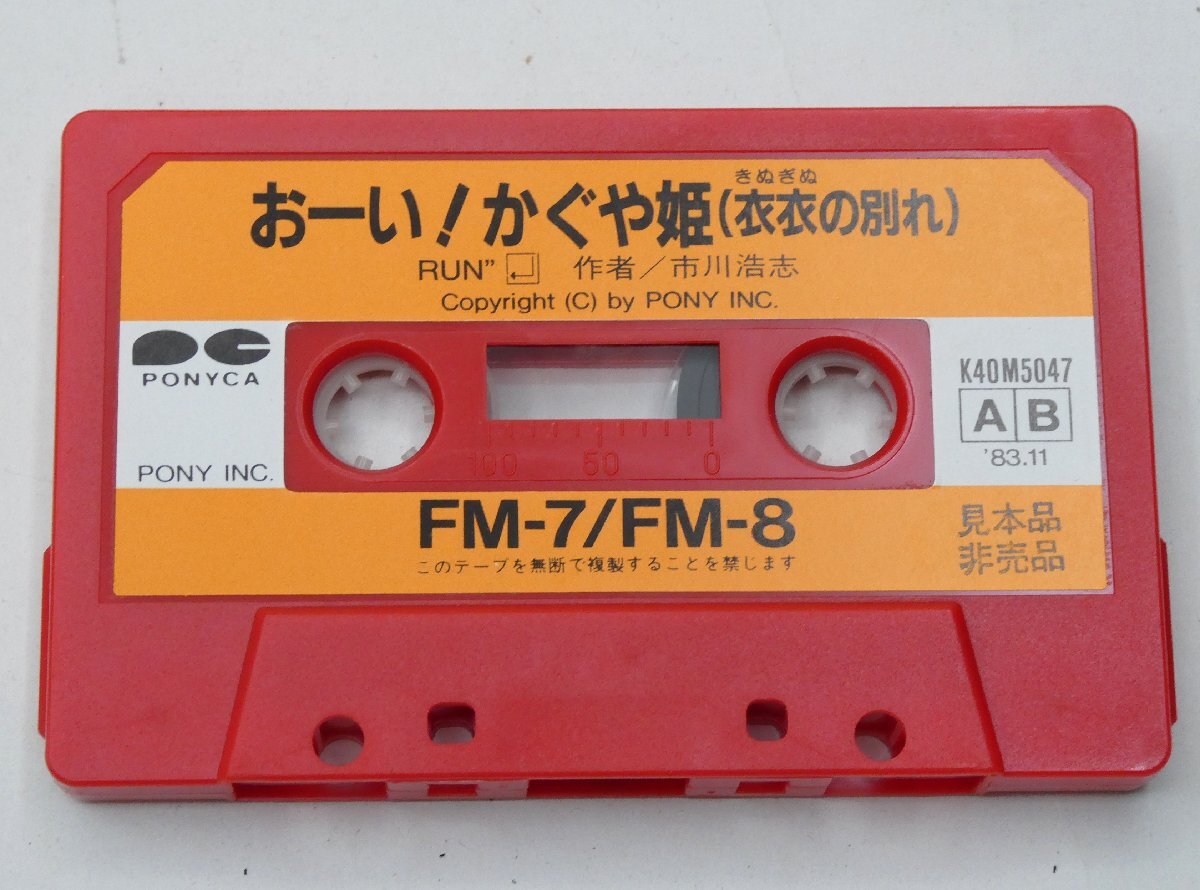 きぬぎぬ
おーい!かぐや姫(衣衣の別れ)
RUN” 作者/市川浩志
Copyright (C) by PONY INC.
PONYCA
PONY INC.
100 50 0
K40M5047
A B
'83.11
FM-7/FM-8
このテープを無断で複製することを禁じます
見本品
非売品